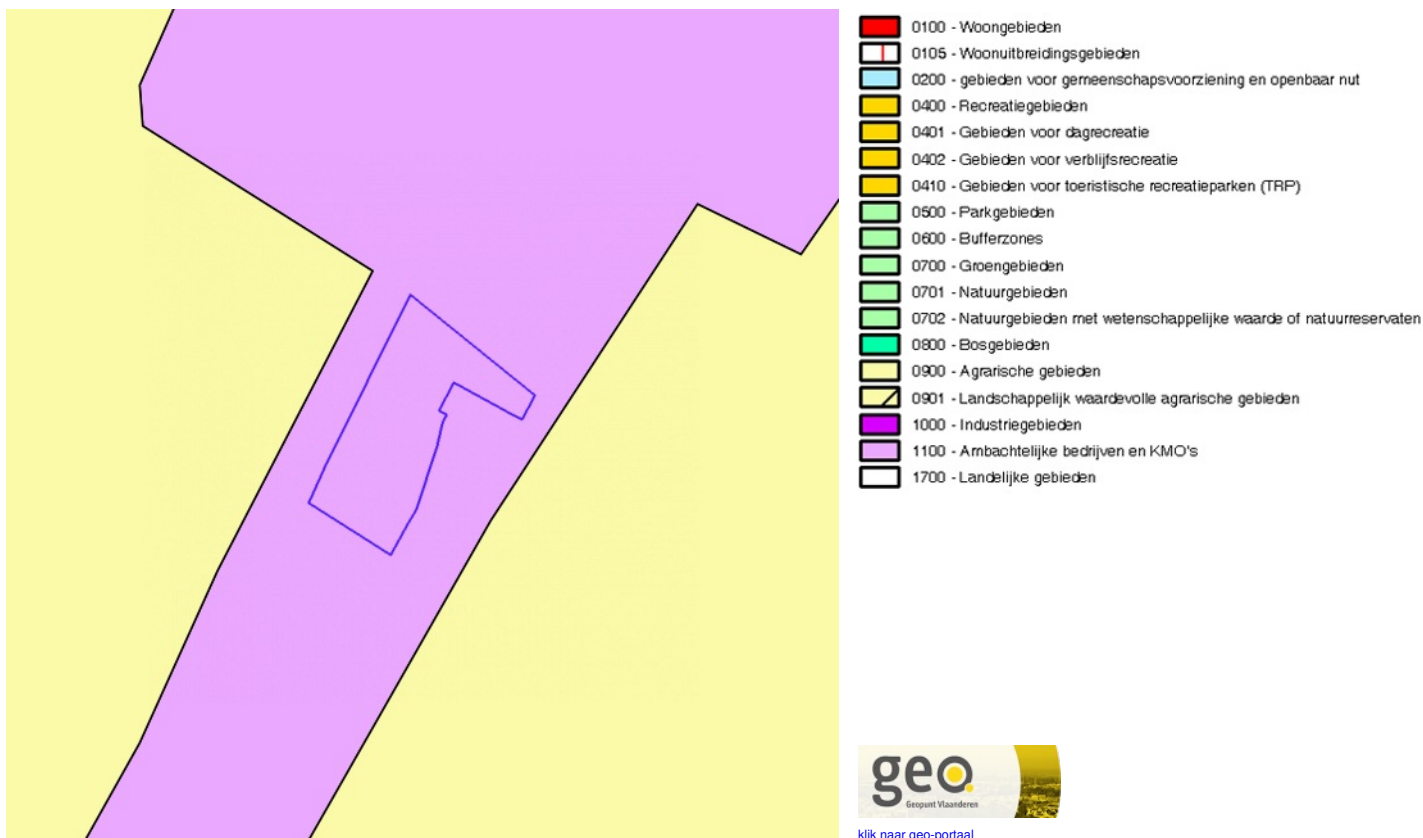 0100 - Woongebieden
0105 - Woonuitbreidingsgebieden
0200 - gebieden voor gemeenschapsvoorziening en openbaar nut
0400 - Recreatiegebieden
0401 - Gebieden voor dagrecreatie
0402 - Gebieden voor verblijfsrecreatie
0410 - Gebieden voor toeristische recreatieparken (TRP)
0500 - Parkgebieden
0600 - Bufferzones
0700 - Groengebieden
0701 - Natuurgebieden
0702 - Natuurgebieden met wetenschappelijke waarde of natuurreservaten
0800 - Bosgebieden
0900 - Agrarische gebieden
0901 - Landschappelijk waardevolle agrarische gebieden
1000 - Industriegebieden
1100 - Ambachtelijke bedrijven en KMO's
1700 - Landelijke gebieden
geo
Geopunt Vlaanderen
klik naar geo-portaal